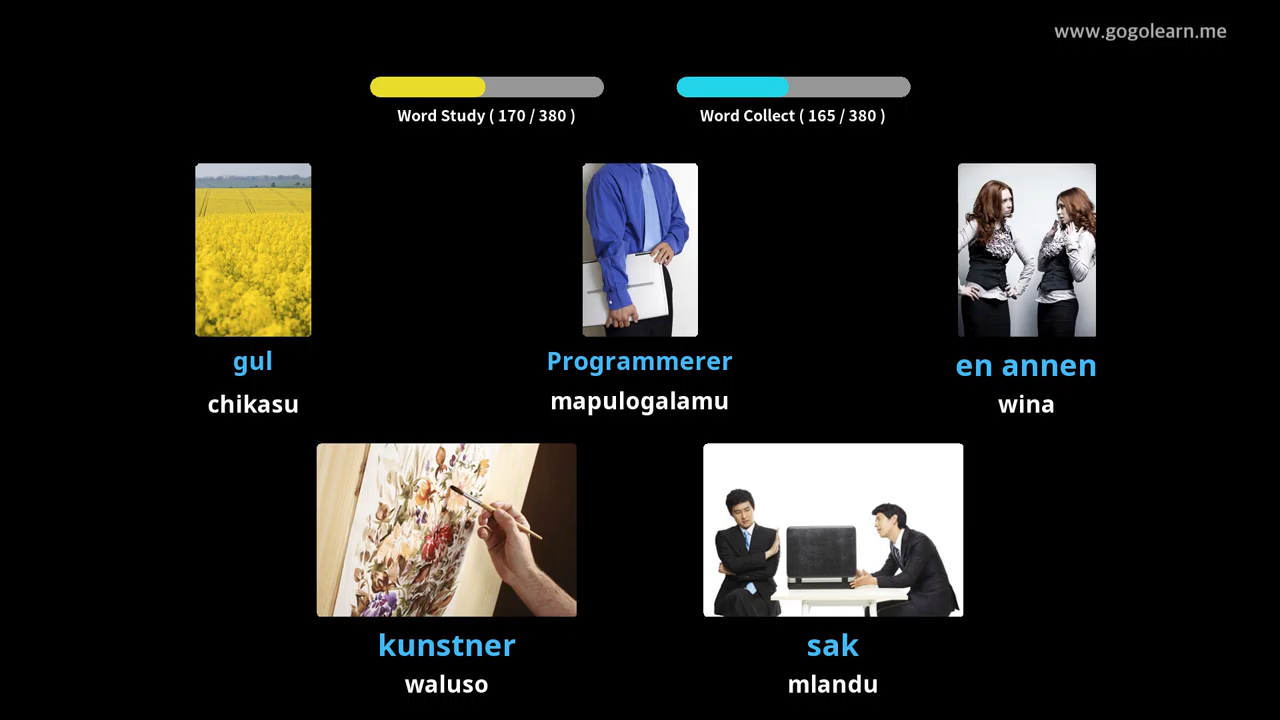 www.gogolearn.me
Word Study ( 170 / 380 )
Word Collect ( 165 / 380 )
gul
chikasu
Programmerer
mapulogalamu
en annen
wina
kunstner
waluso
sak
mlandu